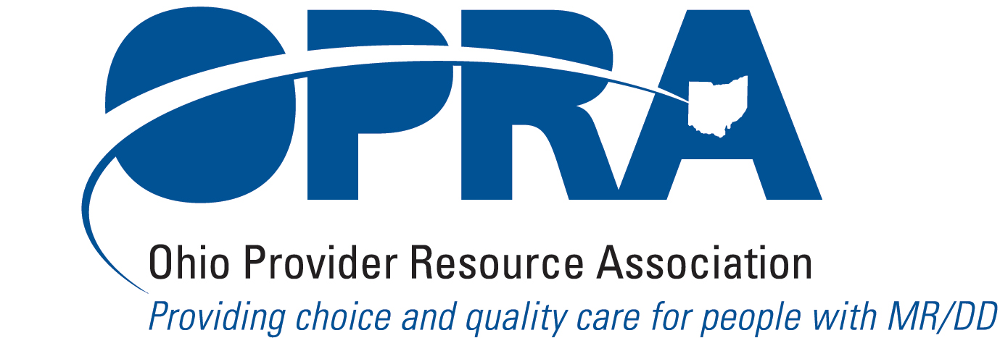 OPRA
Ohio Provider Resource Association
Providing choice and quality care for people with MR/DD